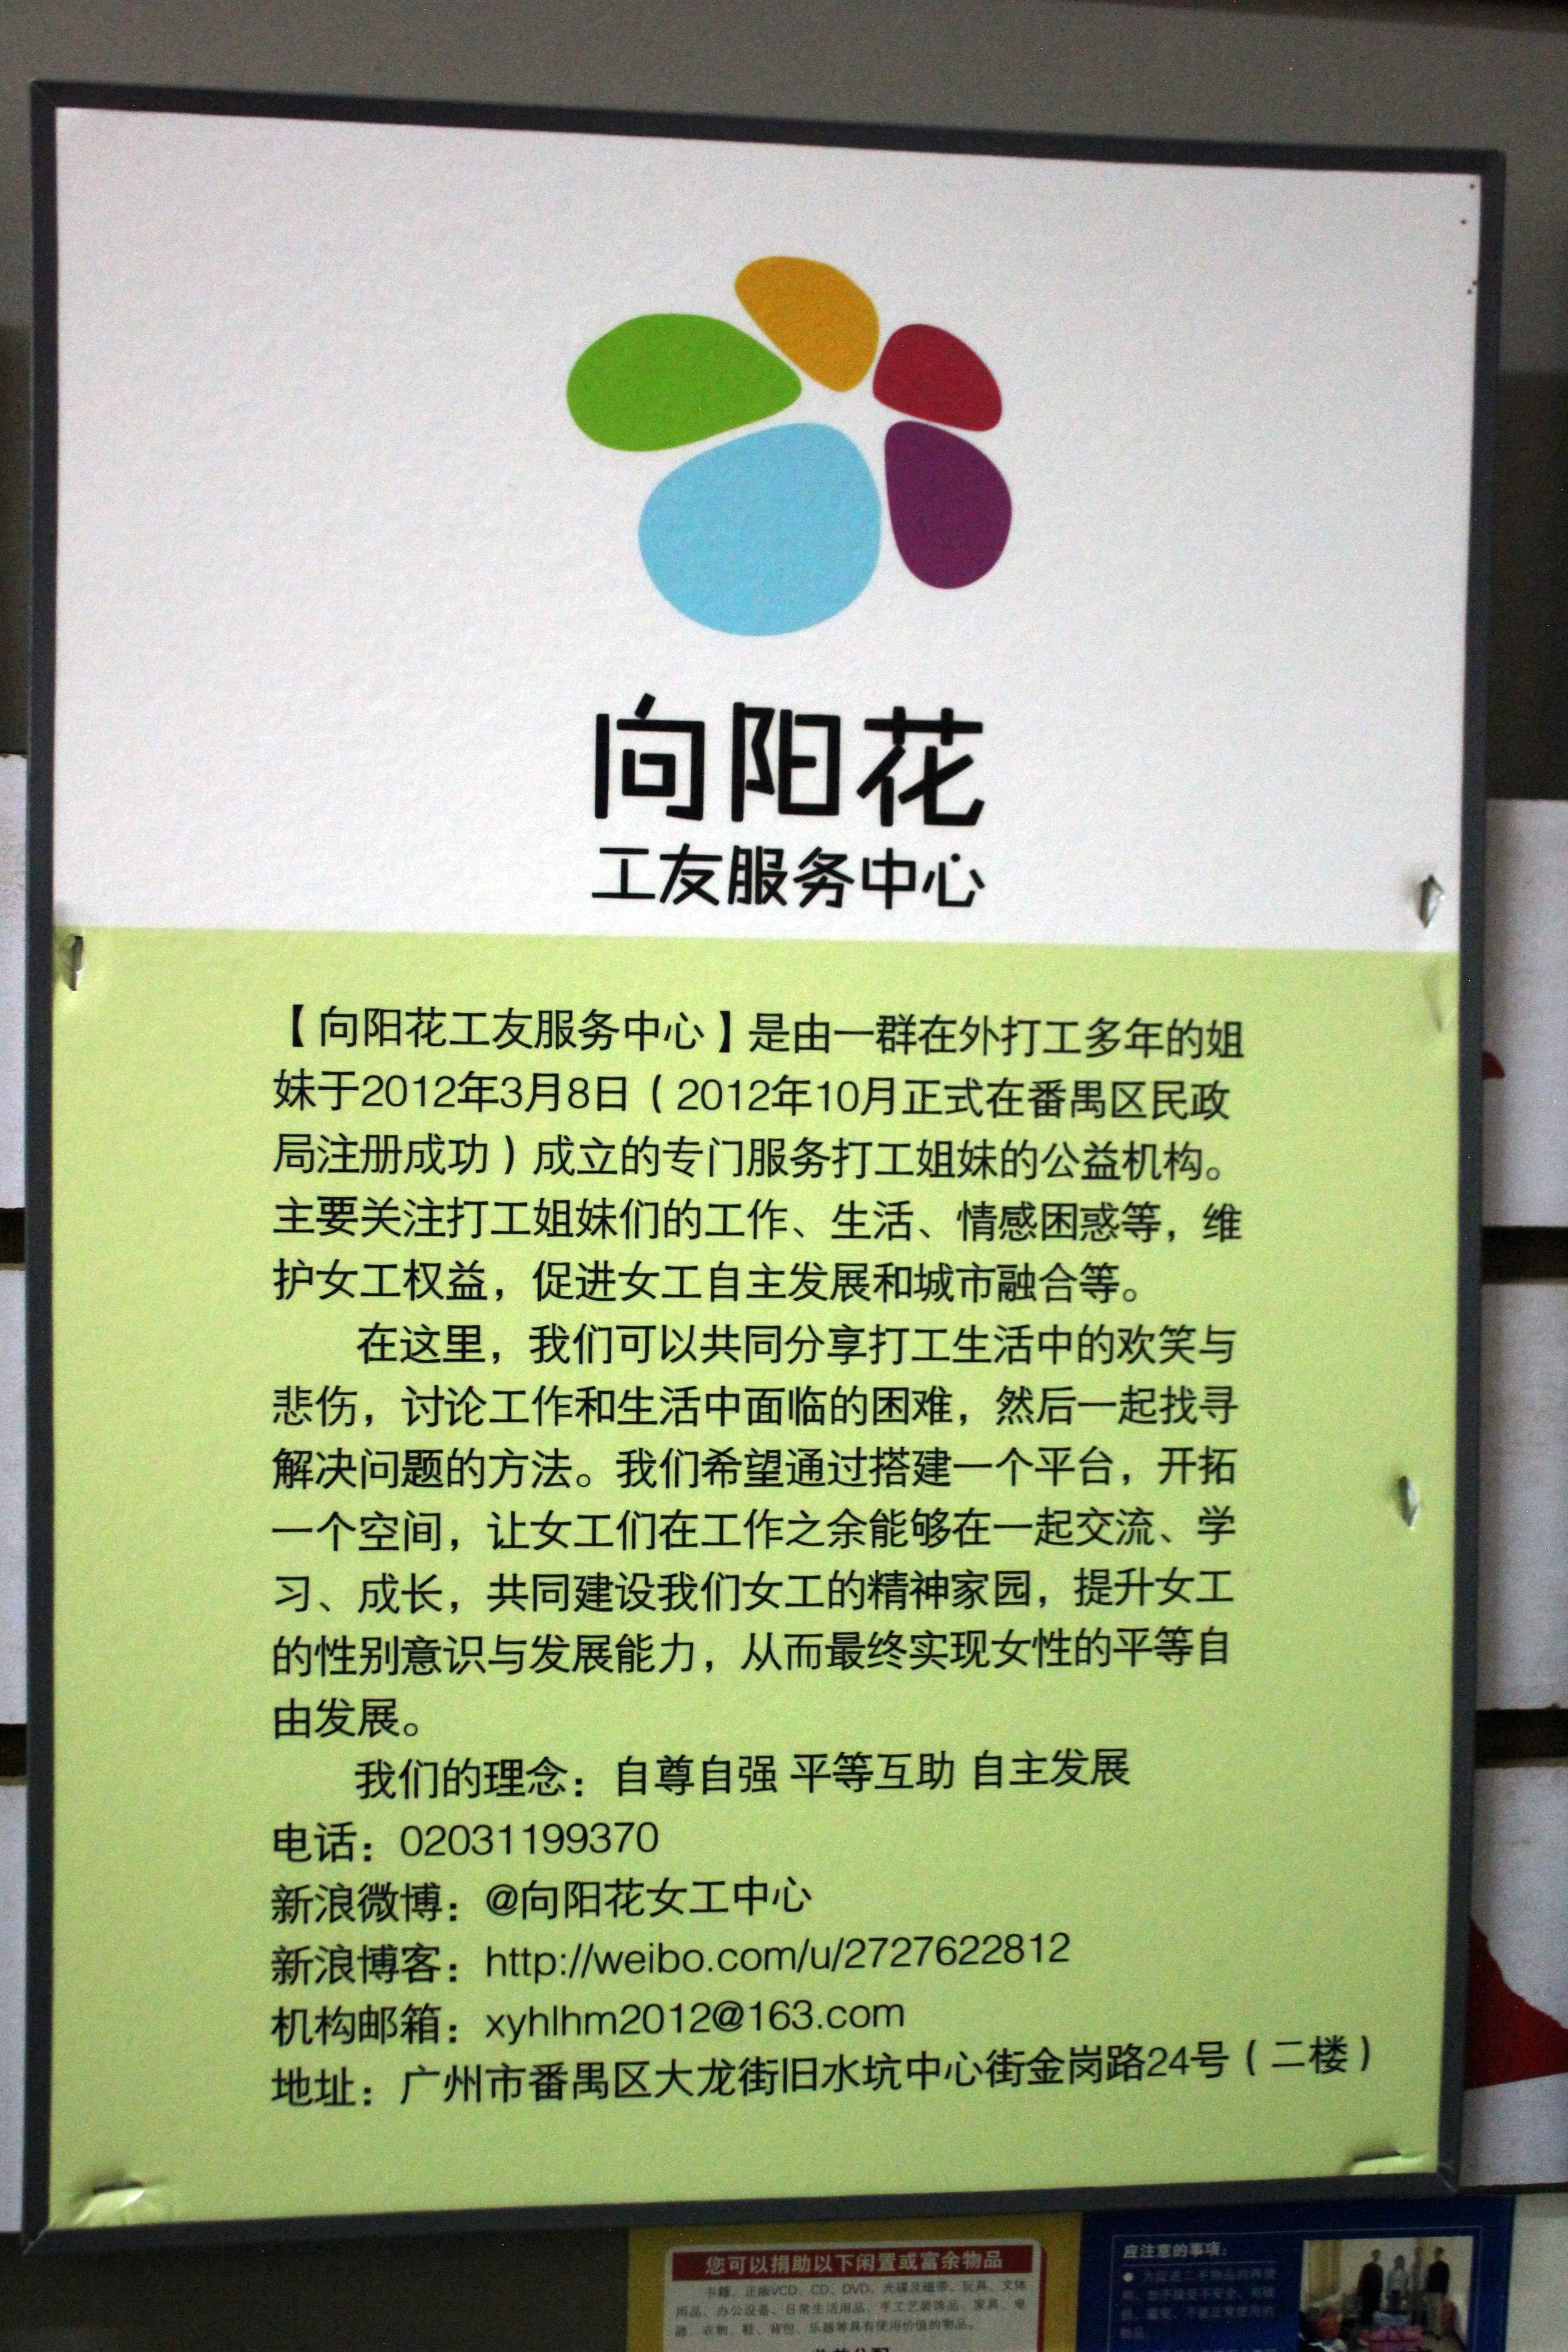 向阳花
工友服务中心
【向阳花工友服务中心】是由一群在外打工多年的姐
妹于2012年3月8日（2012年10月正式在番禺区民政
局注册成功）成立的专门服务打工姐妹的公益机构。
主要关注打工姐妹们的工作、生活、情感困惑等，维
护女工权益，促进女工自主发展和城市融合等。
在这里，我们可以共同分享打工生活中的欢笑与
悲伤，讨论工作和生活中面临的困难，然后一起找寻
解决问题的方法。我们希望通过搭建一个平台，开拓
一个空间，让女工们在工作之余能够在一起交流、学
习、成长，共同建设我们女工的精神家园，提升女工
的性别意识与发展能力，从而最终实现女性的平等自
由发展。
我们的理念：自尊自强 平等互助 自主发展
电话：02031199370
新浪微博：@向阳花女工中心
新浪博客：http://weibo.com/u/2727622812
机构邮箱：xyhlhm2012@163.com
地址：广州市番禺区大龙街旧水坑中心街金岗路24号（二楼）
您可以捐助以下闲置或富余物品
书籍、正版VCD、CD、DVD、光碟及磁带、玩具、文体
用品、办公设备、日常生活用品、手工艺装饰品、家具、电
器、衣物、鞋、背包、乐器等具有使用价值的物品。
应注意的事项：